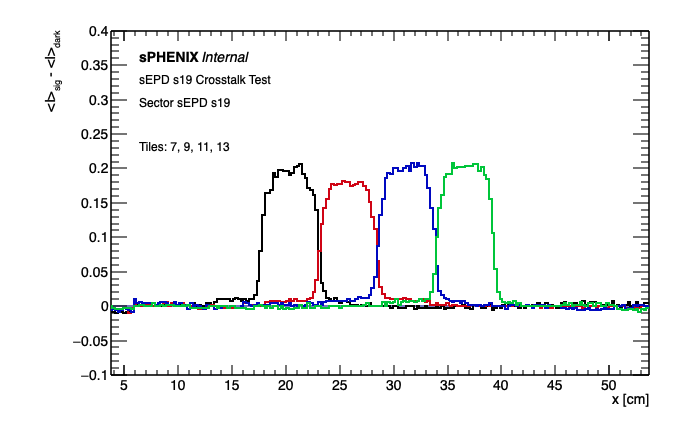 <I>sig - <I>dark
0.4
0.35
0.3
0.25
0.2
0.15
0.1
0.05
0
−0.05
−0.1
sPHENIX Internal
sEPD s19 Crosstalk Test
Sector sEPD s19
Tiles: 7, 9, 11, 13
5 10 15 20 25 30 35 40 45 50
x [cm]